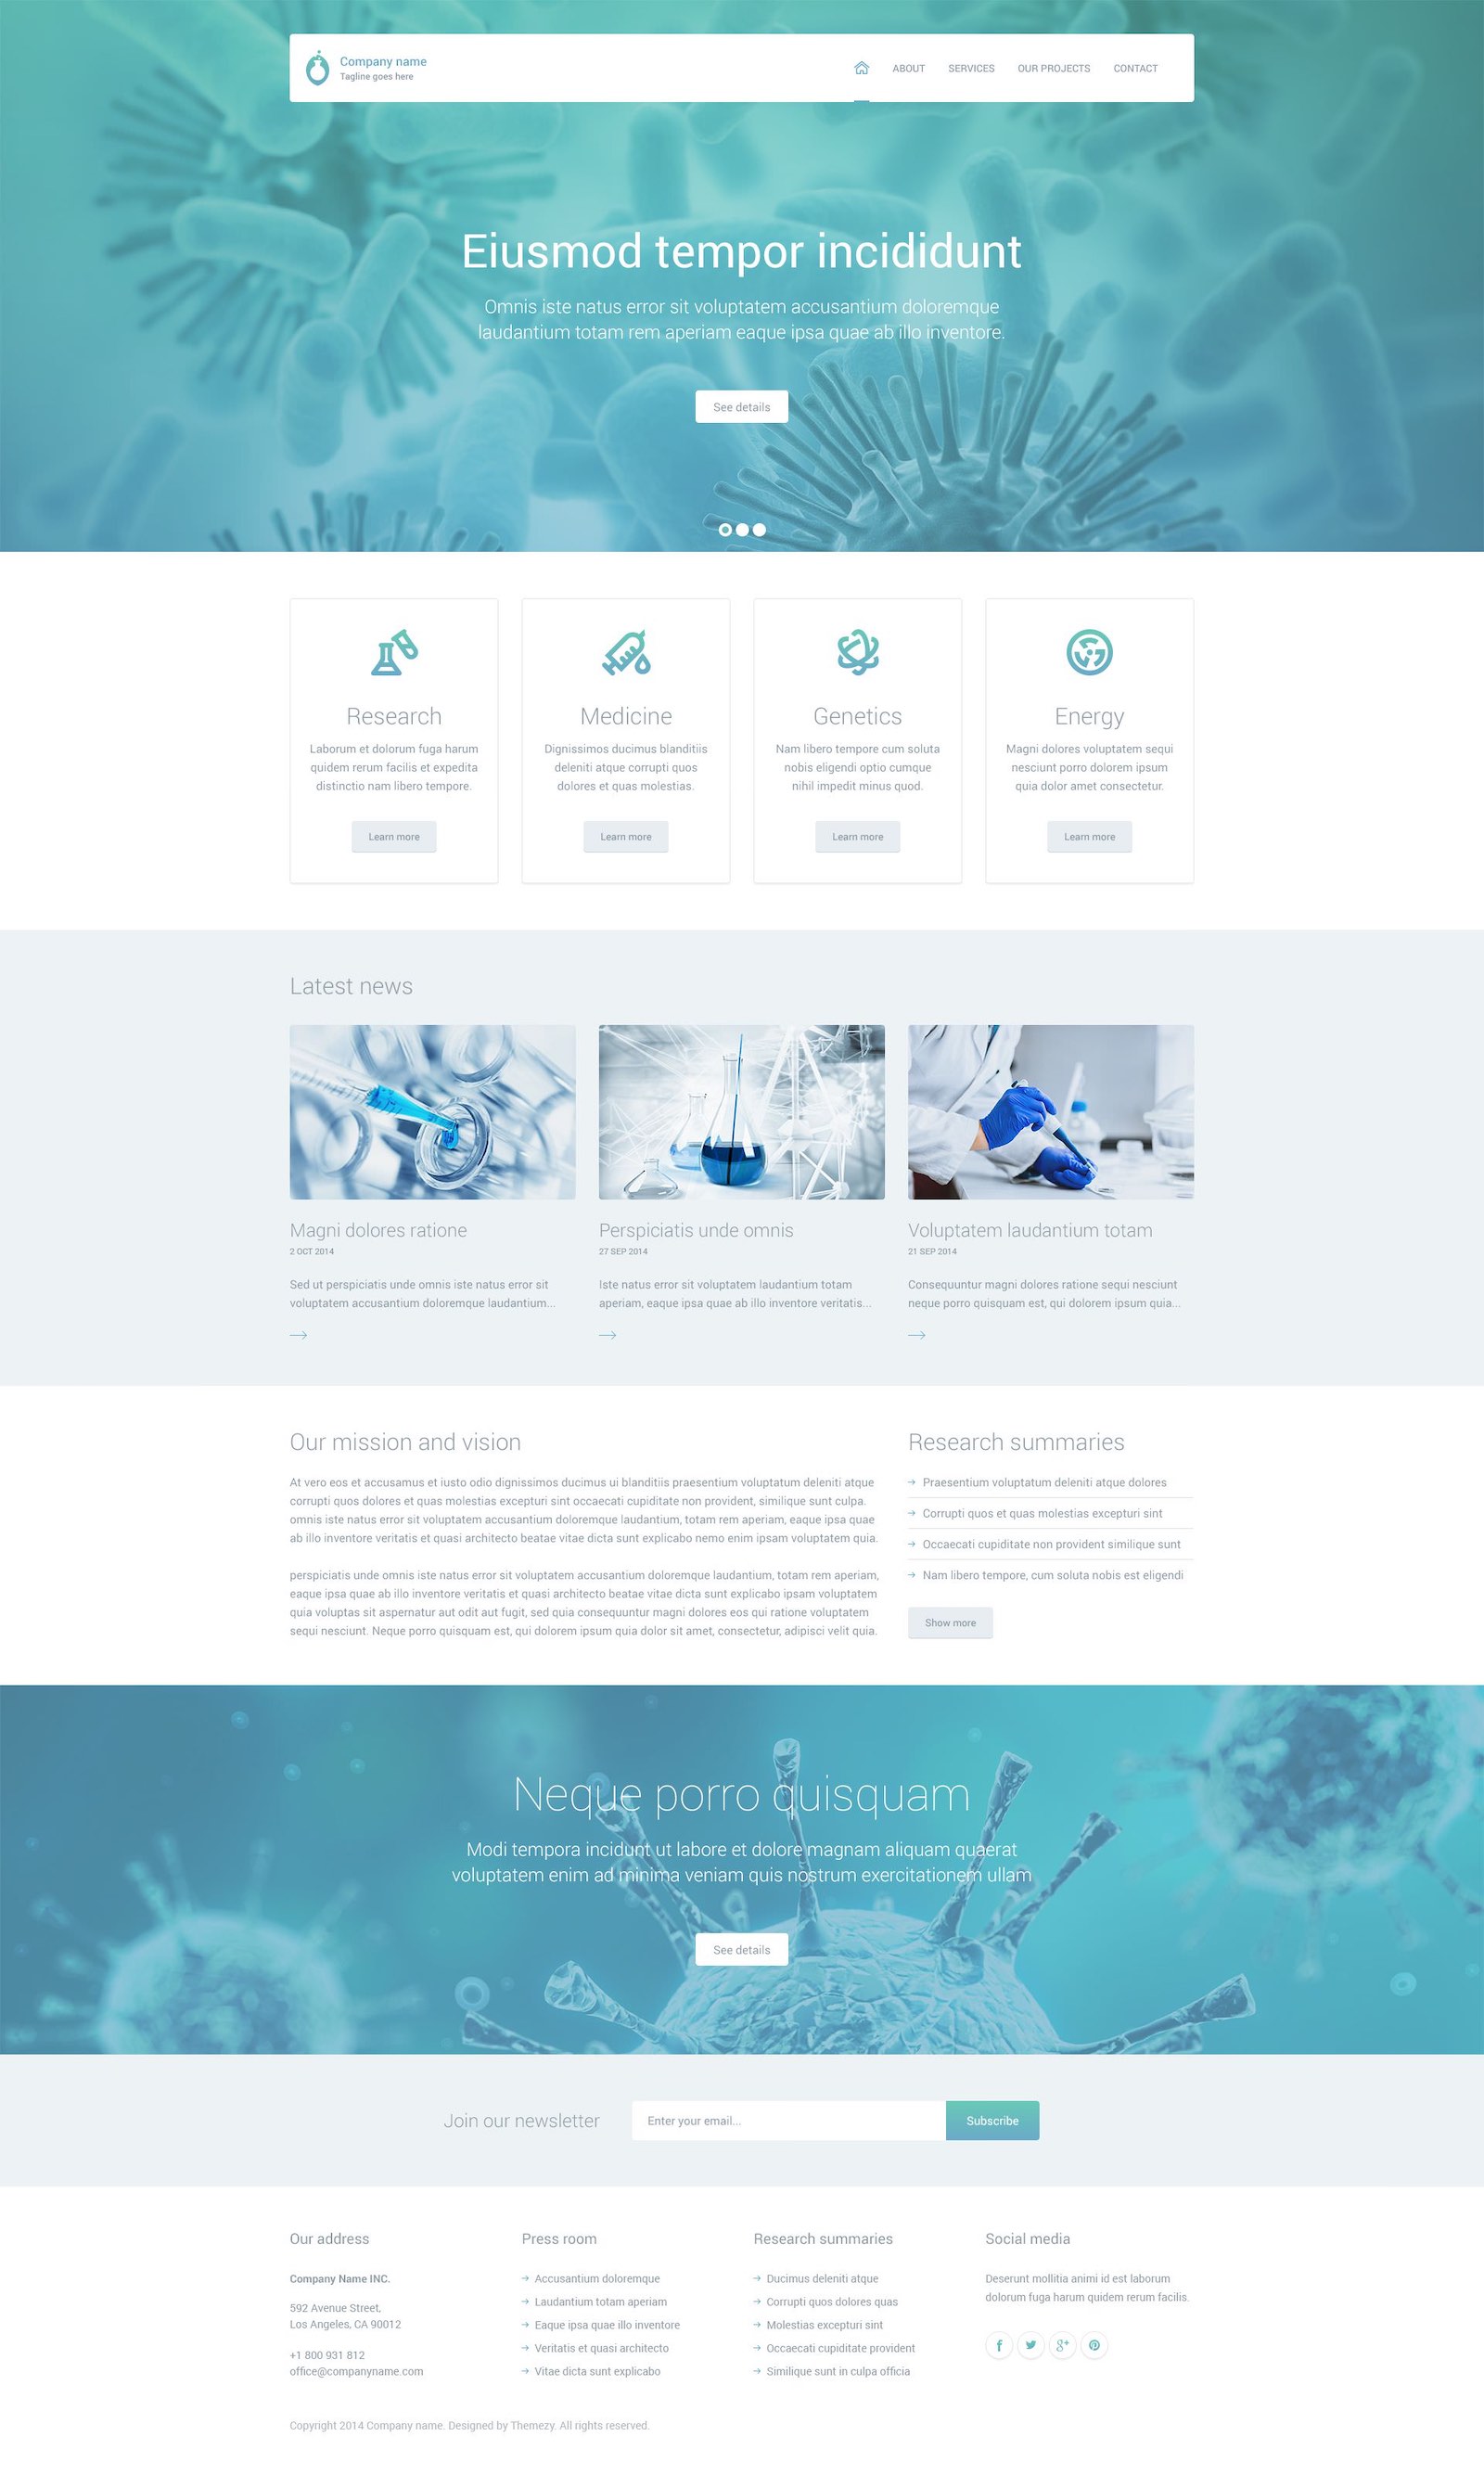 Company name
Tagline goes here
ABOUT SERVICES OUR PROJECTS CONTACT
Eiusmod tempor incididunt
Omnis iste natus error sit voluptatem accusantium doloremque
laudantium totam rem aperiam eaque ipsa quae ab illo inventore.
See details
Research
Laborum et dolorum fuga harum
quidem rerum facilis et expedita
distinctio nam libero tempore.
Learn more
Medicine
Dignissimos ducimus blanditiis
deleniti atque corrupti quos
dolores et quas molestias.
Learn more
Genetics
Nam libero tempore cum soluta
nobis eligendi optio cumque
nihil impedit minus quod.
Learn more
Energy
Magni dolores voluptatem sequi
nesciunt porro dolorem ipsum
quia dolor amet consectetur.
Learn more
Latest news
Magni dolores ratione
2 OCT 2014
Sed ut perspiciatis unde omnis iste natus error sit
voluptatem accusantium doloremque laudantium...
Perspiciatis unde omnis
27 SEP 2014
Iste natus error sit voluptatem laudantium totam
aperiam, eaque ipsa quae ab illo inventore veritatis...
Voluptatem laudantium totam
21 SEP 2014
Consequuntur magni dolores ratione sequi nesciunt
neque porro quisquam est, qui dolorem ipsum quia...
Our mission and vision
At vero eos et accusamus et iusto odio dignissimos ducimus ui blanditiis praesentium voluptatum deleniti atque
corrupti quos dolores et quas molestias excepturi sint occaecati cupiditate non provident, similique sunt culpa.
omnis iste natus error sit voluptatem accusantium doloremque laudantium, totam rem aperiam, eaque ipsa quae
ab illo inventore veritatis et quasi architecto beatae vitae dicta sunt explicabo nemo enim ipsam voluptatem quia.
perspiciatis unde omnis iste natus error sit voluptatem accusantium doloremque laudantium, totam rem aperiam,
eaque ipsa quae ab illo inventore veritatis et quasi architecto beatae vitae dicta sunt explicabo ipsam voluptatem
quia voluptas sit aspernatur aut odit aut fugit, sed quia consequuntur magni dolores eos qui ratione voluptatem
sequi nesciunt. Neque porro quisquam est, qui dolorem ipsum quia dolor sit amet, consectetur, adipisci velit quia.
Research summaries
Praesentium voluptatum deleniti atque dolores
Corrupti quos et quas molestias excepturi sint
Occaecati cupiditate non provident similique sunt
Nam libero tempore, cum soluta nobis est eligendi
Show more
Neque porro quisquam
Modi tempora incidunt ut labore et dolore magnam aliquam quaerat
voluptatem enim ad minima veniam quis nostrum exercitationem ullam
See details
Join our newsletter
Enter your email...
Subscribe
Our address
Company Name INC.
592 Avenue Street,
Los Angeles, CA 90012
+1 800 931 812
office@companyname.com
Press room
Accusantium doloremque
Laudantium totam aperiam
Eaque ipsa quae illo inventore
Veritatis et quasi architecto
Vitae dicta sunt explicabo
Research summaries
Ducimus deleniti atque
Corrupti quos dolores quas
Molestias excepturi sint
Occaecati cupiditate provident
Similique sunt in culpa officia
Social media
Deserunt mollitia animi id est laborum
dolorum fuga harum quidem rerum facilis.
Copyright 2014 Company name. Designed by Themezy. All rights reserved.